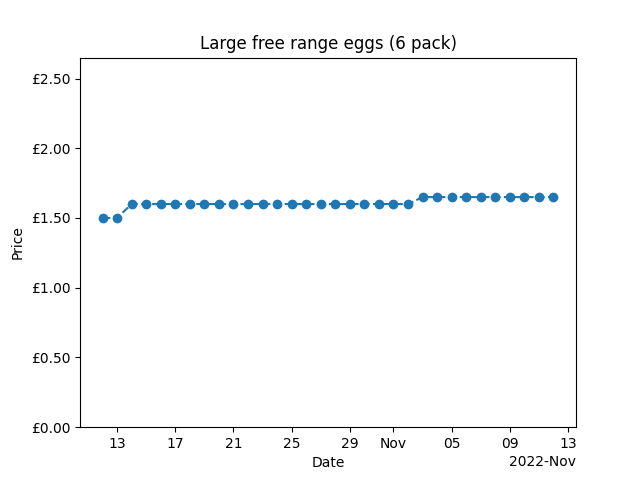 Large free range eggs (6 pack)
£2.50
£2.00
£1.50
£1.00
£0.50
£0.00
Price
13 17 21 25 29 Nov 05 09 13
Date
2022-Nov